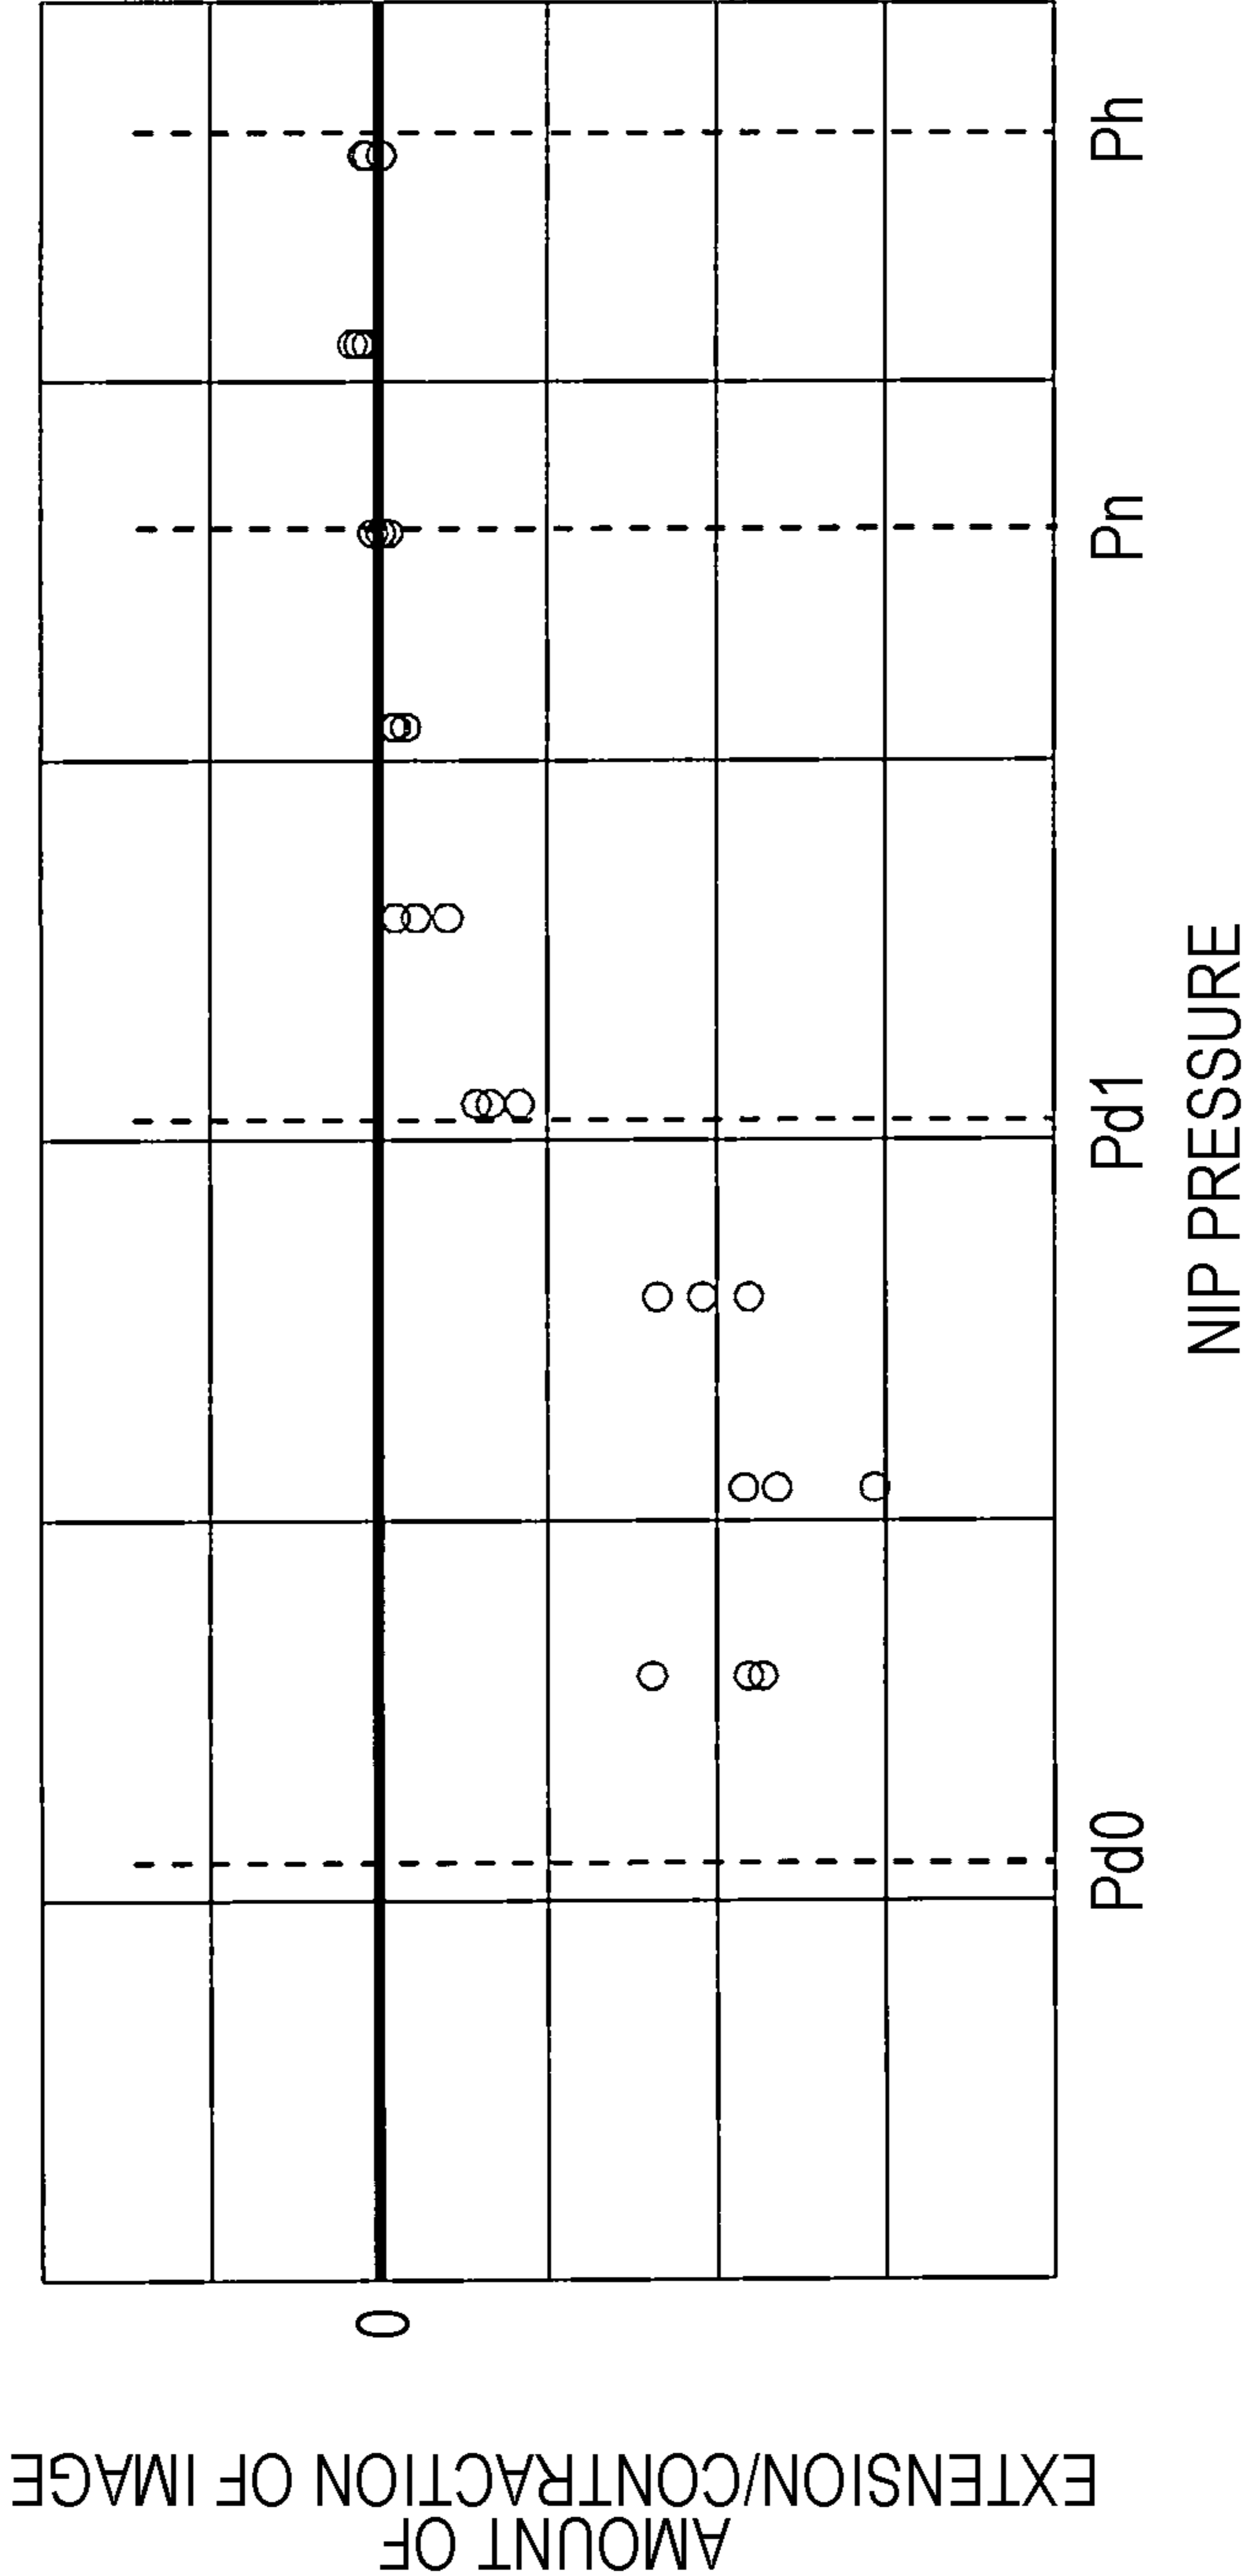 AMOUNT OF
EXTENSION/CONTRACTION OF IMAGE
0
Pd0
Pd1
Pn
Ph
NIP PRESSURE